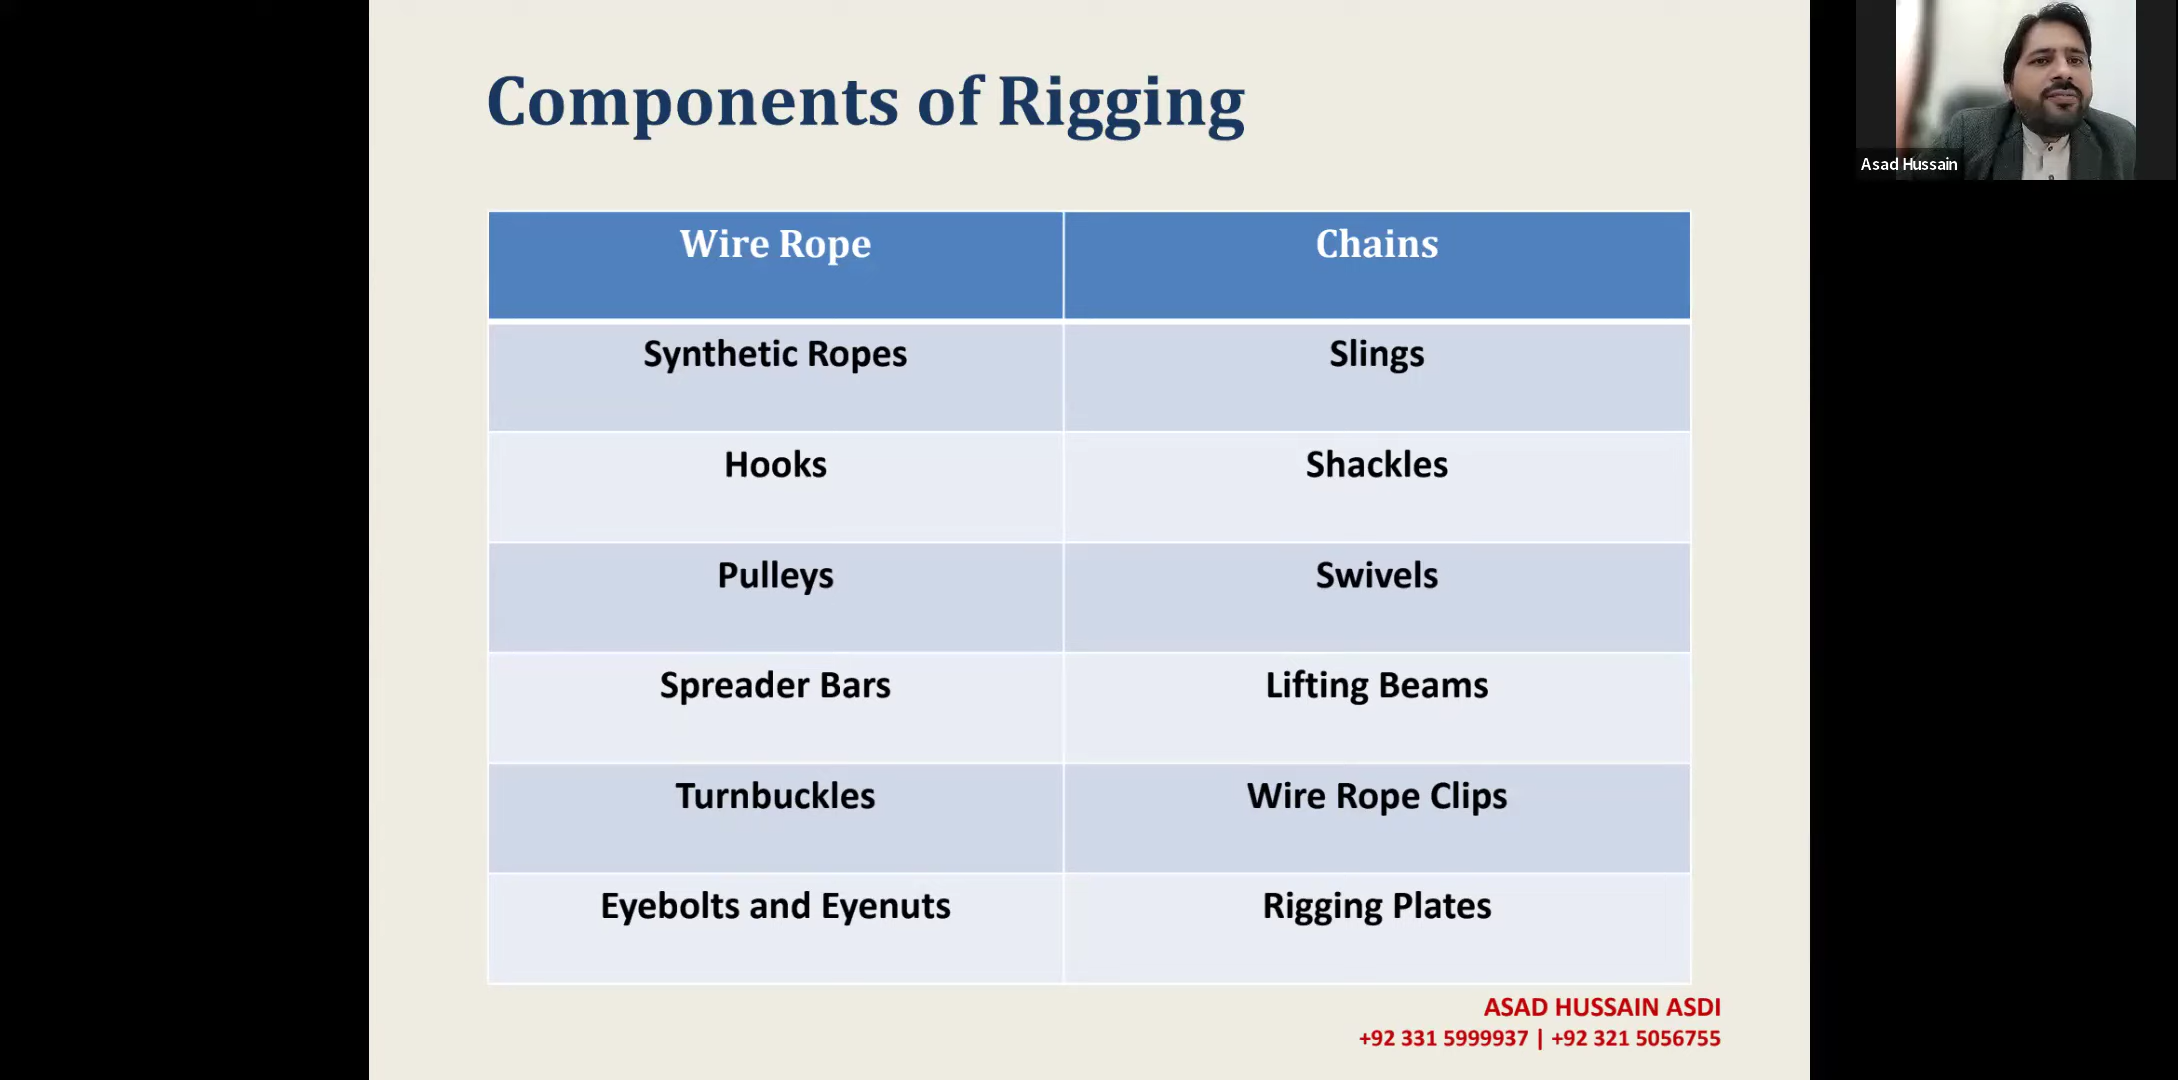 Components of Rigging
Asad Hussain
Wire Rope
Chains
Synthetic Ropes
Slings
Hooks
Shackles
Pulleys
Swivels
Spreader Bars
Lifting Beams
Turnbuckles
Wire Rope Clips
Eyebolts and Eyenuts
Rigging Plates
ASAD HUSSAIN ASDI
+92 331 5999937 | +92 321 5056755